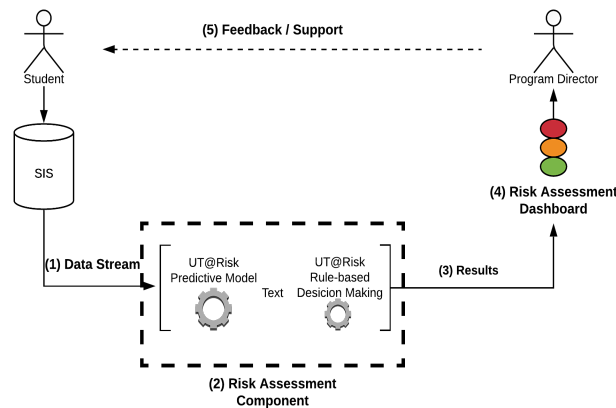 (5) Feedback / Support
Student
Program Director
SIS
(4) Risk Assessment
Dashboard
(1) Data Stream
UT@Risk
Predictive Model
Text
UT@Risk
Rule-based
Desicion Making
(3) Results
(2) Risk Assessment
Component